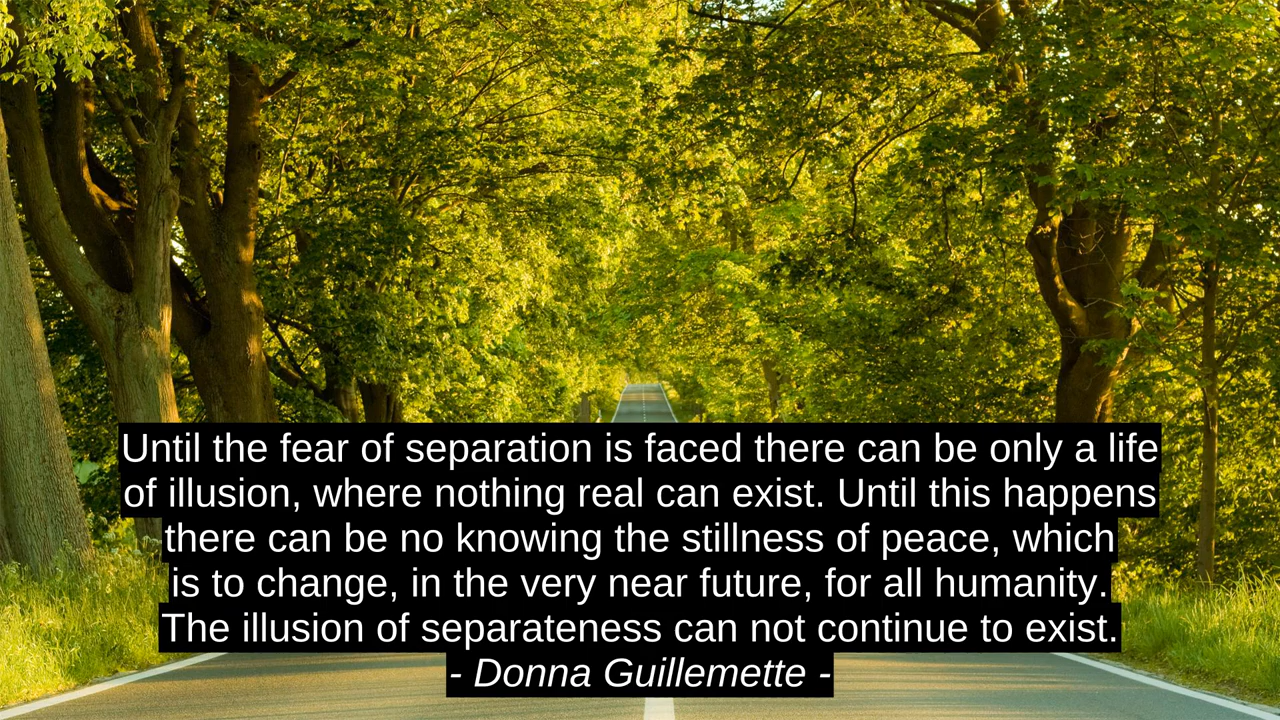 Until the fear of separation is faced there can be only a life
of illusion, where nothing real can exist. Until this happens
there can be no knowing the stillness of peace, which
is to change, in the very near future, for all humanity.
The illusion of separateness can not continue to exist.
- Donna Guillemette -